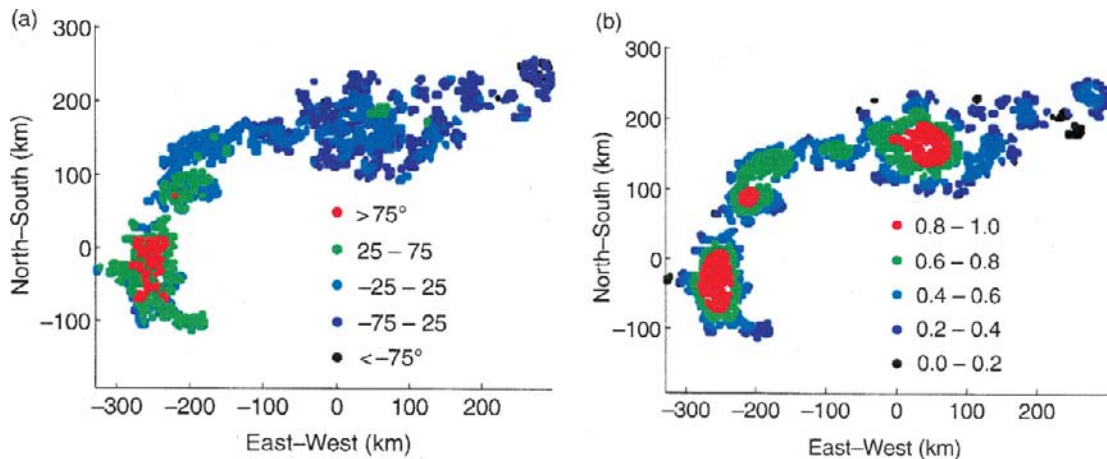 (a)
300
200
100
0
–100
North–South (km)
> 75°
25 – 75
–25 – 25
–75 – 25
< –75°
–300 –200 –100 0 100 200
East–West (km)
(b)
300
200
100
0
–100
North–South (km)
0.8 – 1.0
0.6 – 0.8
0.4 – 0.6
0.2 – 0.4
0.0 – 0.2
–300 –200 –100 0 100 200
East–West (km)